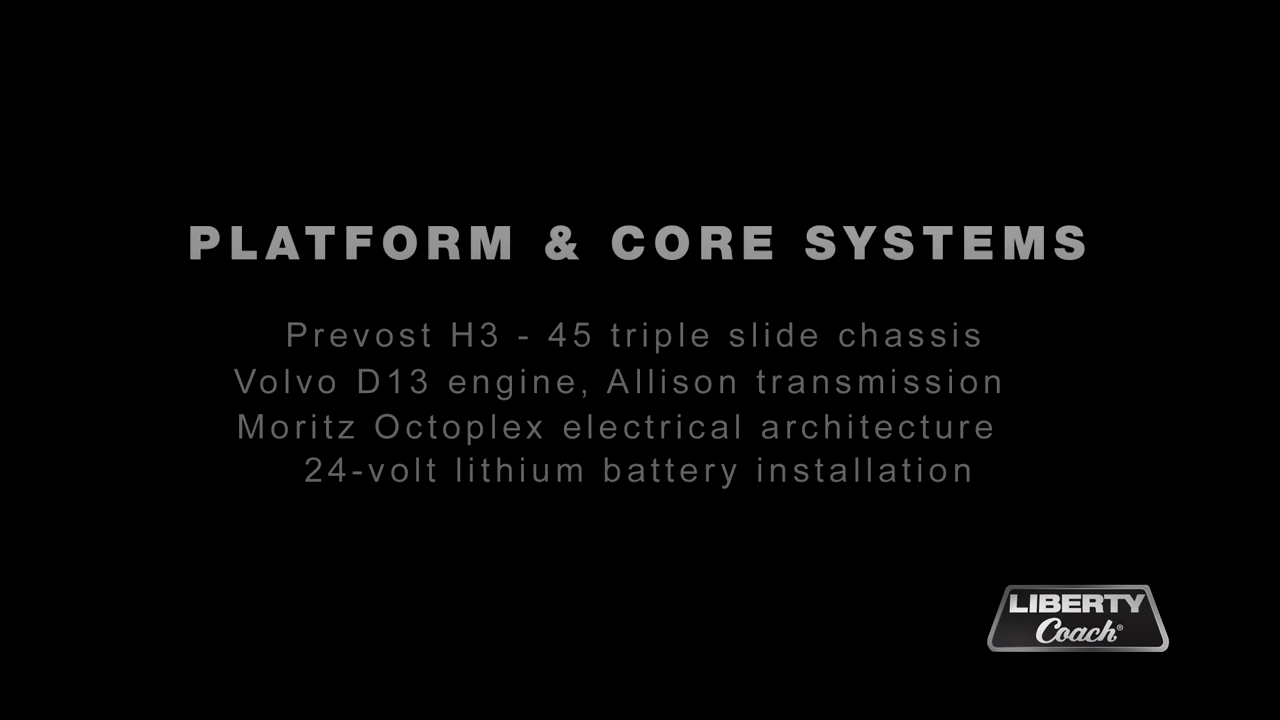 PLATFORM & CORE SYSTEMS
Prevost H3 - 45 triple slide chassis
Volvo D13 engine, Allison transmission
Moritz Octoplex electrical architecture
24-volt lithium battery installation
LIBERTY
Coach®